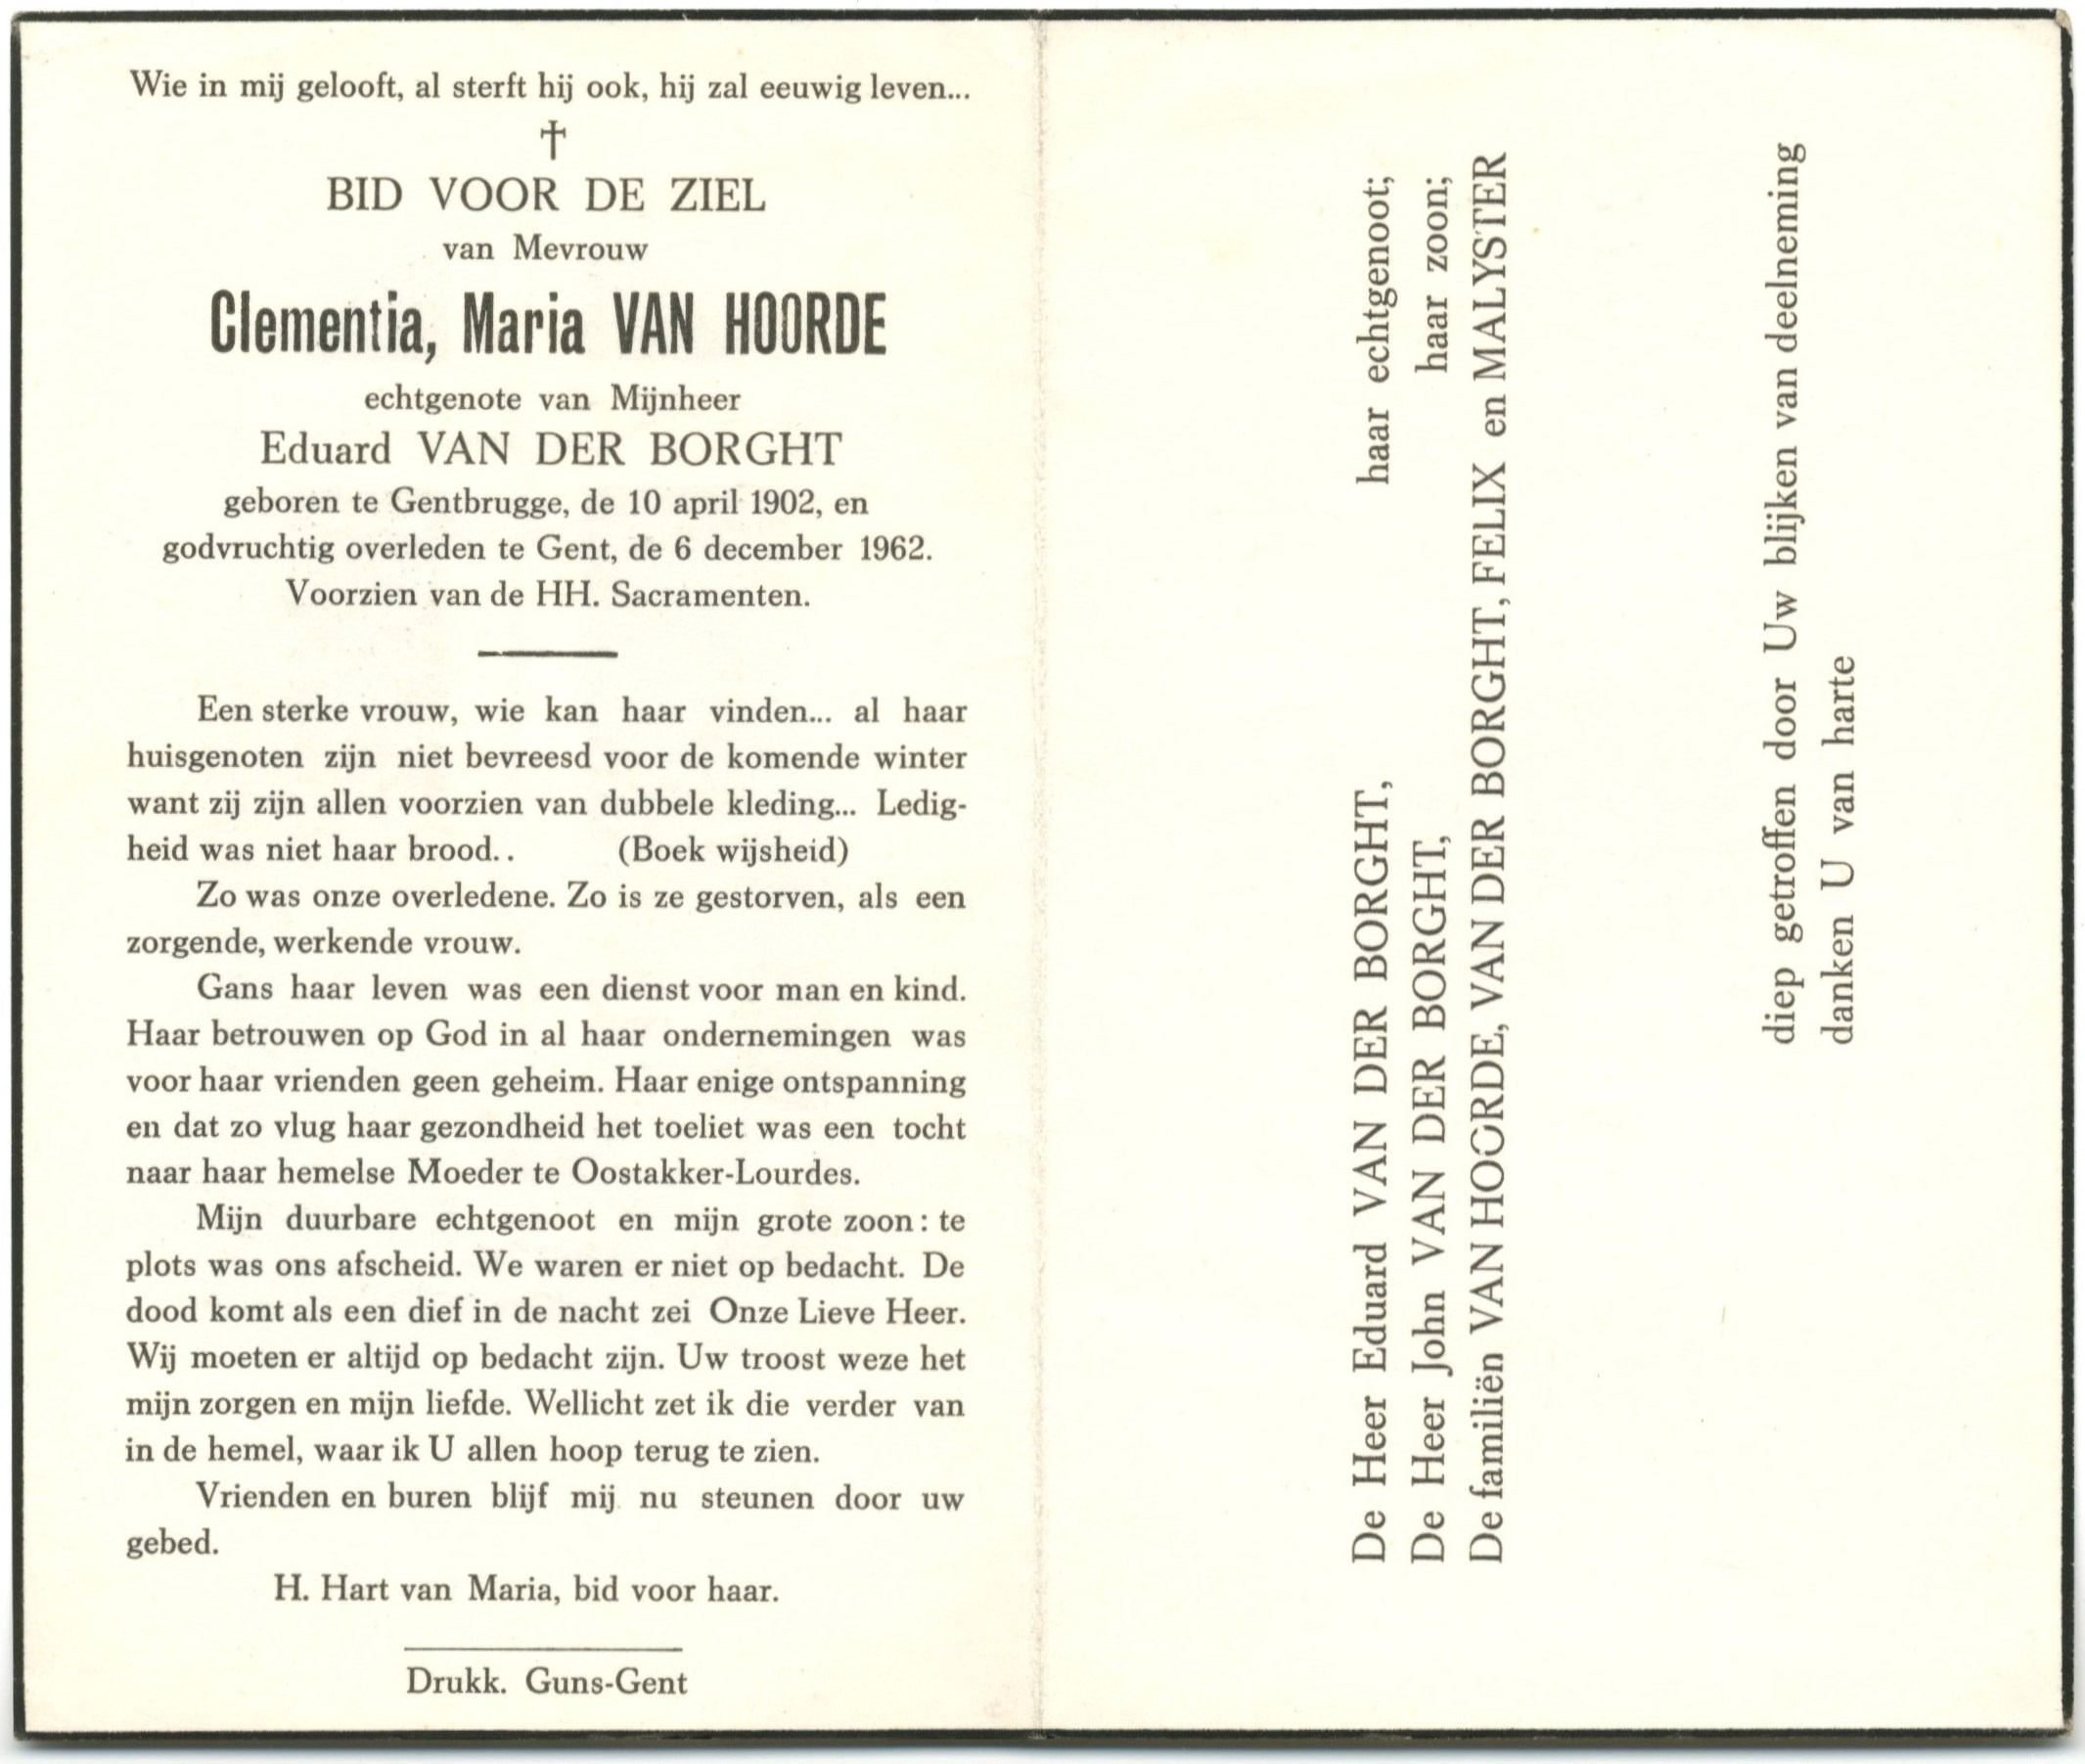 Wie in mij gelooft, al sterft hij ook, hij zal eeuwig leven...
†
BID VOOR DE ZIEL
van Mevrouw
Clementia, Maria VAN HOORDE
echtgenote van Mijnheer
Eduard VAN DER BORGHT
geboren te Gentbrugge, de 10 april 1902, en
godvruchtig overleden te Gent, de 6 december 1962.
Voorzien van de HH. Sacramenten.
Een sterke vrouw, wie kan haar vinden... al haar
huisgenoten zijn niet bevreesd voor de komende winter
want zij zijn allen voorzien van dubbele kleding... Ledig-
heid was niet haar brood.. (Boek wijsheid)
Zo was onze overledene. Zo is ze gestorven, als een
zorgende, werkende vrouw.
Gans haar leven was een dienst voor man en kind.
Haar betrouwen op God in al haar ondernemingen was
voor haar vrienden geen geheim. Haar enige ontspanning
en dat zo vlug haar gezondheid het toeliet was een tocht
naar haar hemelse Moeder te Oostakker-Lourdes.
Mijn duurbare echtgenoot en mijn grote zoon: te
plots was ons afscheid. We waren er niet op bedacht. De
dood komt als een dief in de nacht zei Onze Lieve Heer.
Wij moeten er altijd op bedacht zijn. Uw troost weze het
mijn zorgen en mijn liefde. Wellicht zet ik die verder van
in de hemel, waar ik U allen hoop terug te zien.
Vrienden en buren blijf mij nu steunen door uw
gebed.
H. Hart van Maria, bid voor haar.
Drukk. Guns-Gent
De Heer Eduard VAN DER BORGHT, haar echtgenoot;
De Heer John VAN DER BORGHT, haar zoon;
De familiën VAN HOORDE, VAN DER BORGHT, FELIX en MALYSTER
diep getroffen door Uw blijken van deelneming
danken U van harte